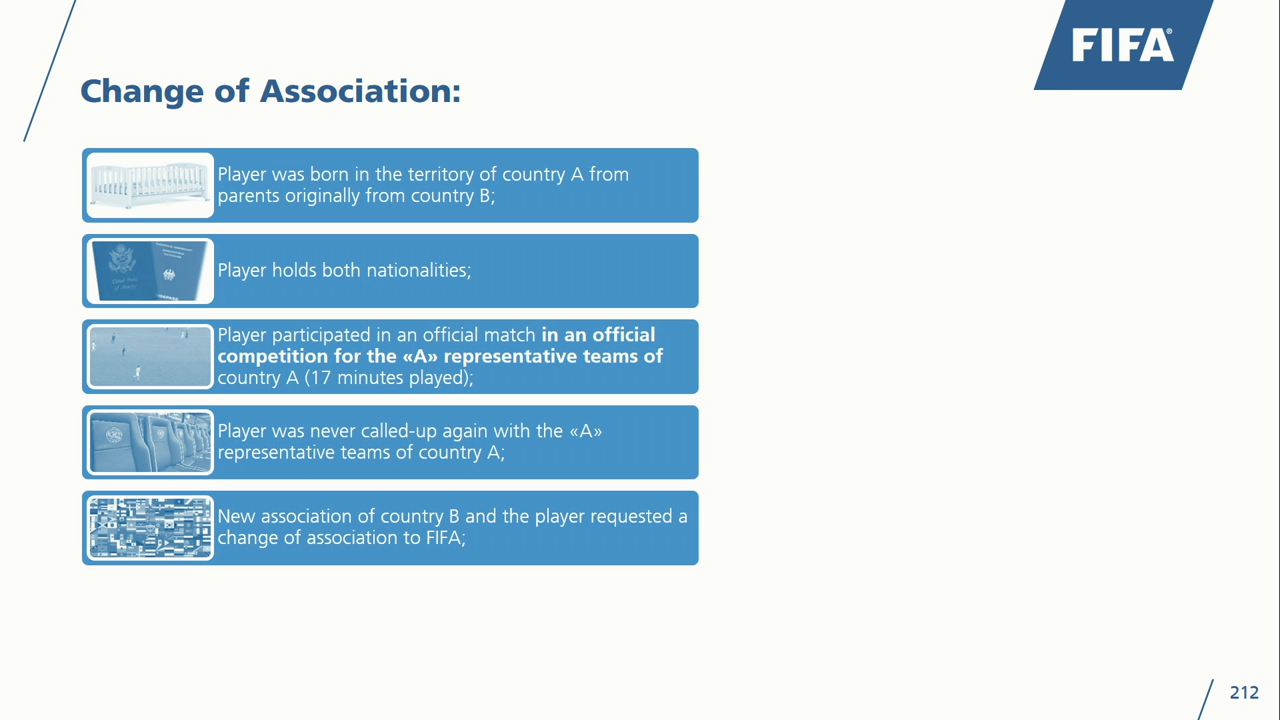 FIFA®
Change of Association:
Player was born in the territory of country A from
parents originally from country B;
Player holds both nationalities;
Player participated in an official match in an official
competition for the «A» representative teams of
country A (17 minutes played);
Player was never called-up again with the «A»
representative teams of country A;
New association of country B and the player requested a
change of association to FIFA;
212